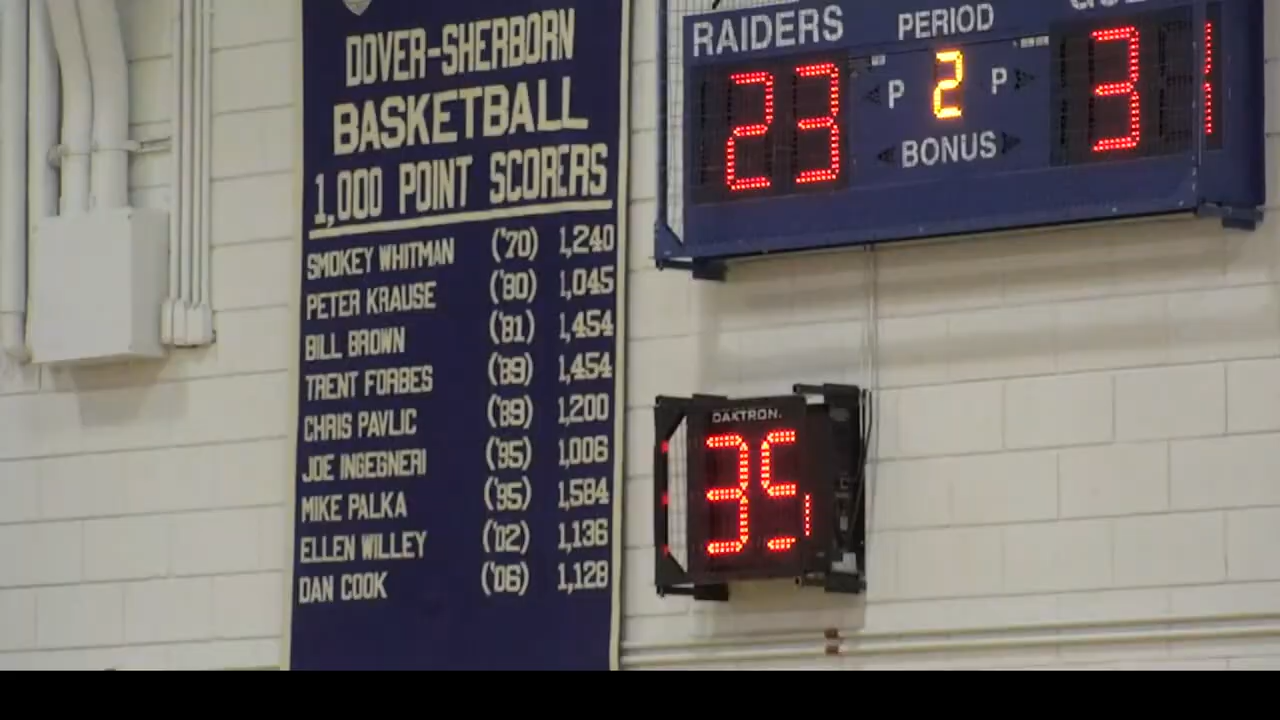 DOVER-SHERBORN
BASKETBALL
1,000 POINT SCORERS
SMOKEY WHITMAN ('70) 1,240
PETER KRAUSE ('80) 1,045
BILL BROWN ('81) 1,454
TRENT FORBES ('89) 1,454
CHRIS PAVLIC ('89) 1,200
JOE INGEGNERI ('95) 1,006
MIKE PALKA ('95) 1,584
ELLEN WILLEY ('02) 1,136
DAN COOK ('06) 1,128
RAIDERS PERIOD
23 P 2 P 31
BONUS
DAKTRON.
35